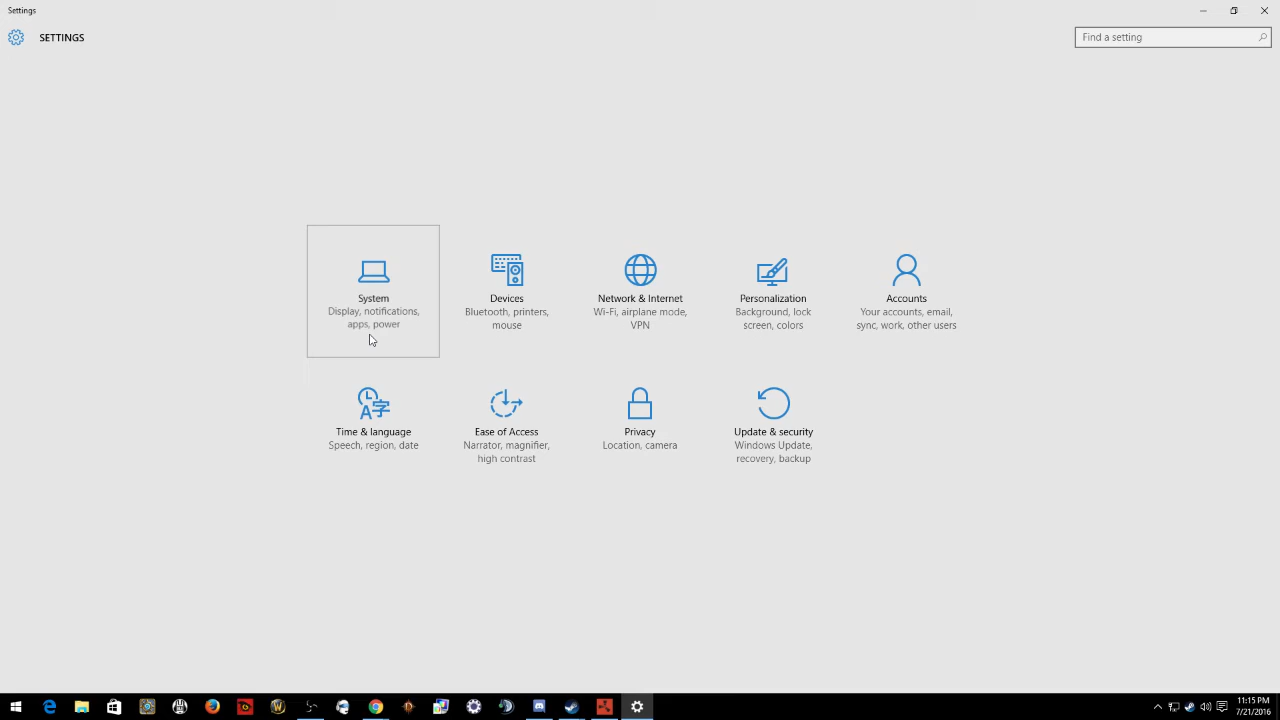 Settings
SETTINGS
Find a setting
System
Display, notifications,
apps, power
Devices
Bluetooth, printers,
mouse
Network & Internet
Wi-Fi, airplane mode,
VPN
Personalization
Background, lock
screen, colors
Accounts
Your accounts, email,
sync, work, other users
Time & language
Speech, region, date
Ease of Access
Narrator, magnifier,
high contrast
Privacy
Location, camera
Update & security
Windows Update,
recovery, backup
11:15 PM
7/21/2016